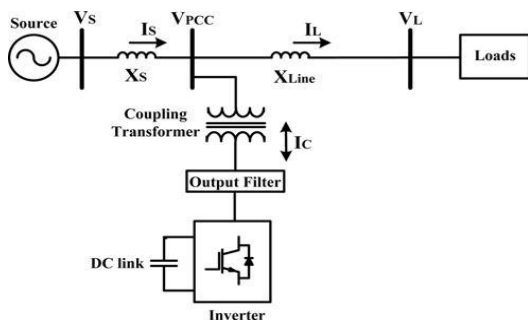 Source
VS
IS
VPCC
IL
VL
XS
XLine
Loads
Coupling
Transformer
IC
Output Filter
DC link
Inverter